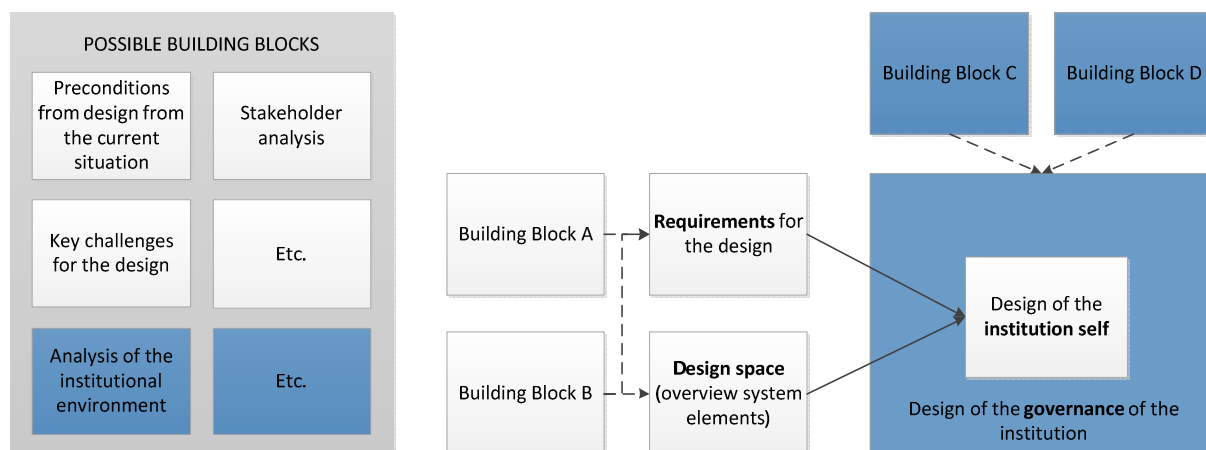 POSSIBLE BUILDING BLOCKS
Preconditions
from design from
the current
situation
Stakeholder
analysis
Key challenges
for the design
Etc.
Analysis of the
institutional
environment
Etc.
Building Block A
Building Block B
Requirements for
the design
Design space
(overview system
elements)
Building Block C
Building Block D
Design of the
institution self
Design of the governance of the
institution